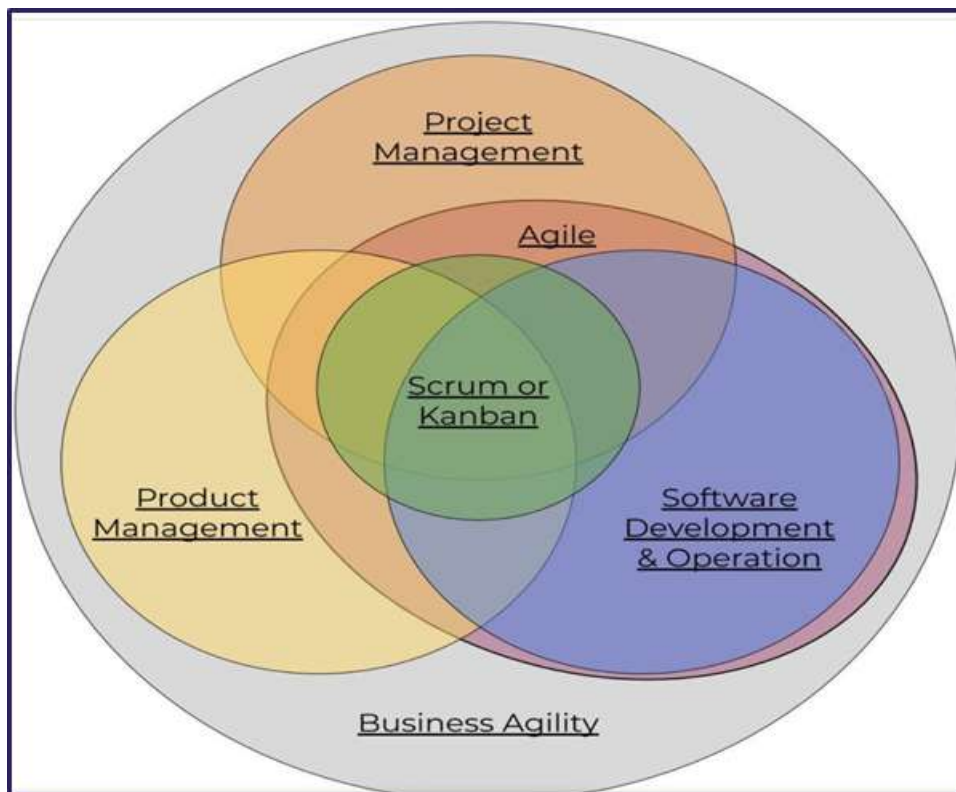 Project
Management
Agile
Scrum or
Kanban
Product
Management
Software
Development
& Operation
Business Agility